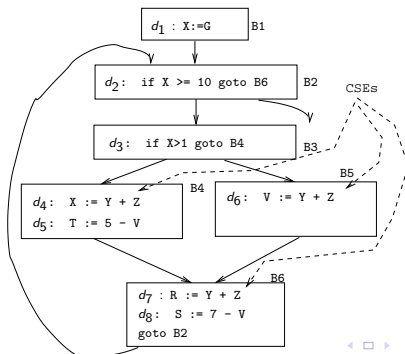 d1 : X:=G
B1
d2: if X >= 10 goto B6
B2
CSEs
d3: if X>1 goto B4
B3
B5
d4: X := Y + Z
B4
d6: V := Y + Z
d5: T := 5 - V
B6
d7 : R := Y + Z
d8: S := 7 - V
goto B2